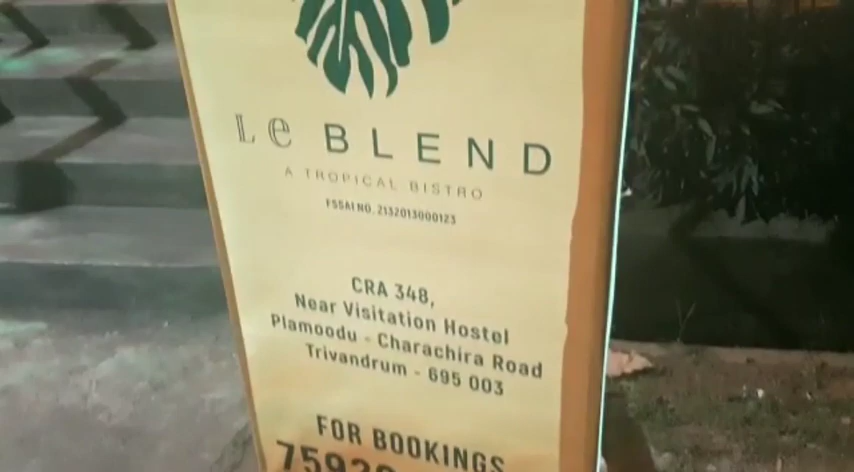 Le BLEND
A TROPICAL BISTRO
FSSAI NO. 2132013000123
CRA 348,
Near Visitation Hostel
Plamoodu - Charachira Road
Trivandrum - 695 003
FOR BOOKINGS